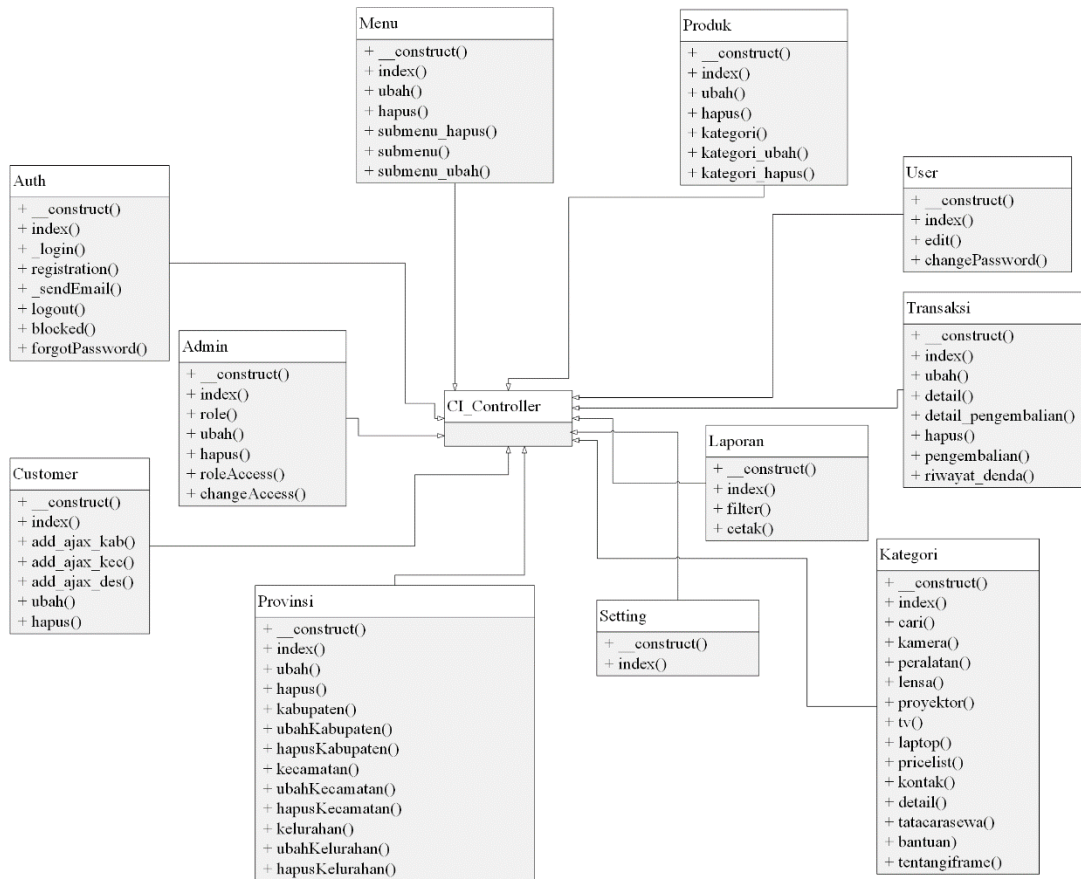 Menu
+ __construct()
+ index()
+ ubah()
+ hapus()
+ submenu_hapus()
+ submenu()
+ submenu_ubah()
Produk
+ __construct()
+ index()
+ ubah()
+ hapus()
+ kategori()
+ kategori_ubah()
+ kategori_hapus()
Auth
+ __construct()
+ index()
+ _login()
+ registration()
+ _sendEmail()
+ logout()
+ blocked()
+ forgotPassword()
User
+ __construct()
+ index()
+ edit()
+ changePassword()
Admin
+ __construct()
+ index()
+ role()
+ ubah()
+ hapus()
+ roleAccess()
+ changeAccess()
CI_Controller
Transaksi
+ __construct()
+ index()
+ ubah()
+ detail()
+ detail_pengembalian()
+ hapus()
+ pengembalian()
+ riwayat_denda()
Laporan
+ __construct()
+ index()
+ filter()
+ cetak()
Customer
+ __construct()
+ index()
+ add_ajax_kab()
+ add_ajax_kec()
+ add_ajax_des()
+ ubah()
+ hapus()
Provinsi
+ __construct()
+ index()
+ ubah()
+ hapus()
+ kabupaten()
+ ubahKabupaten()
+ hapusKabupaten()
+ kecamatan()
+ ubahKecamatan()
+ hapusKecamatan()
+ kelurahan()
+ ubahKelurahan()
+ hapusKelurahan()
Setting
+ __construct()
+ index()
Kategori
+ __construct()
+ index()
+ cari()
+ kamera()
+ peralatan()
+ lensa()
+ proyektor()
+ tv()
+ laptop()
+ pricelist()
+ kontak()
+ detail()
+ tatacarasewa()
+ bantuan)
+ tentangiframe()